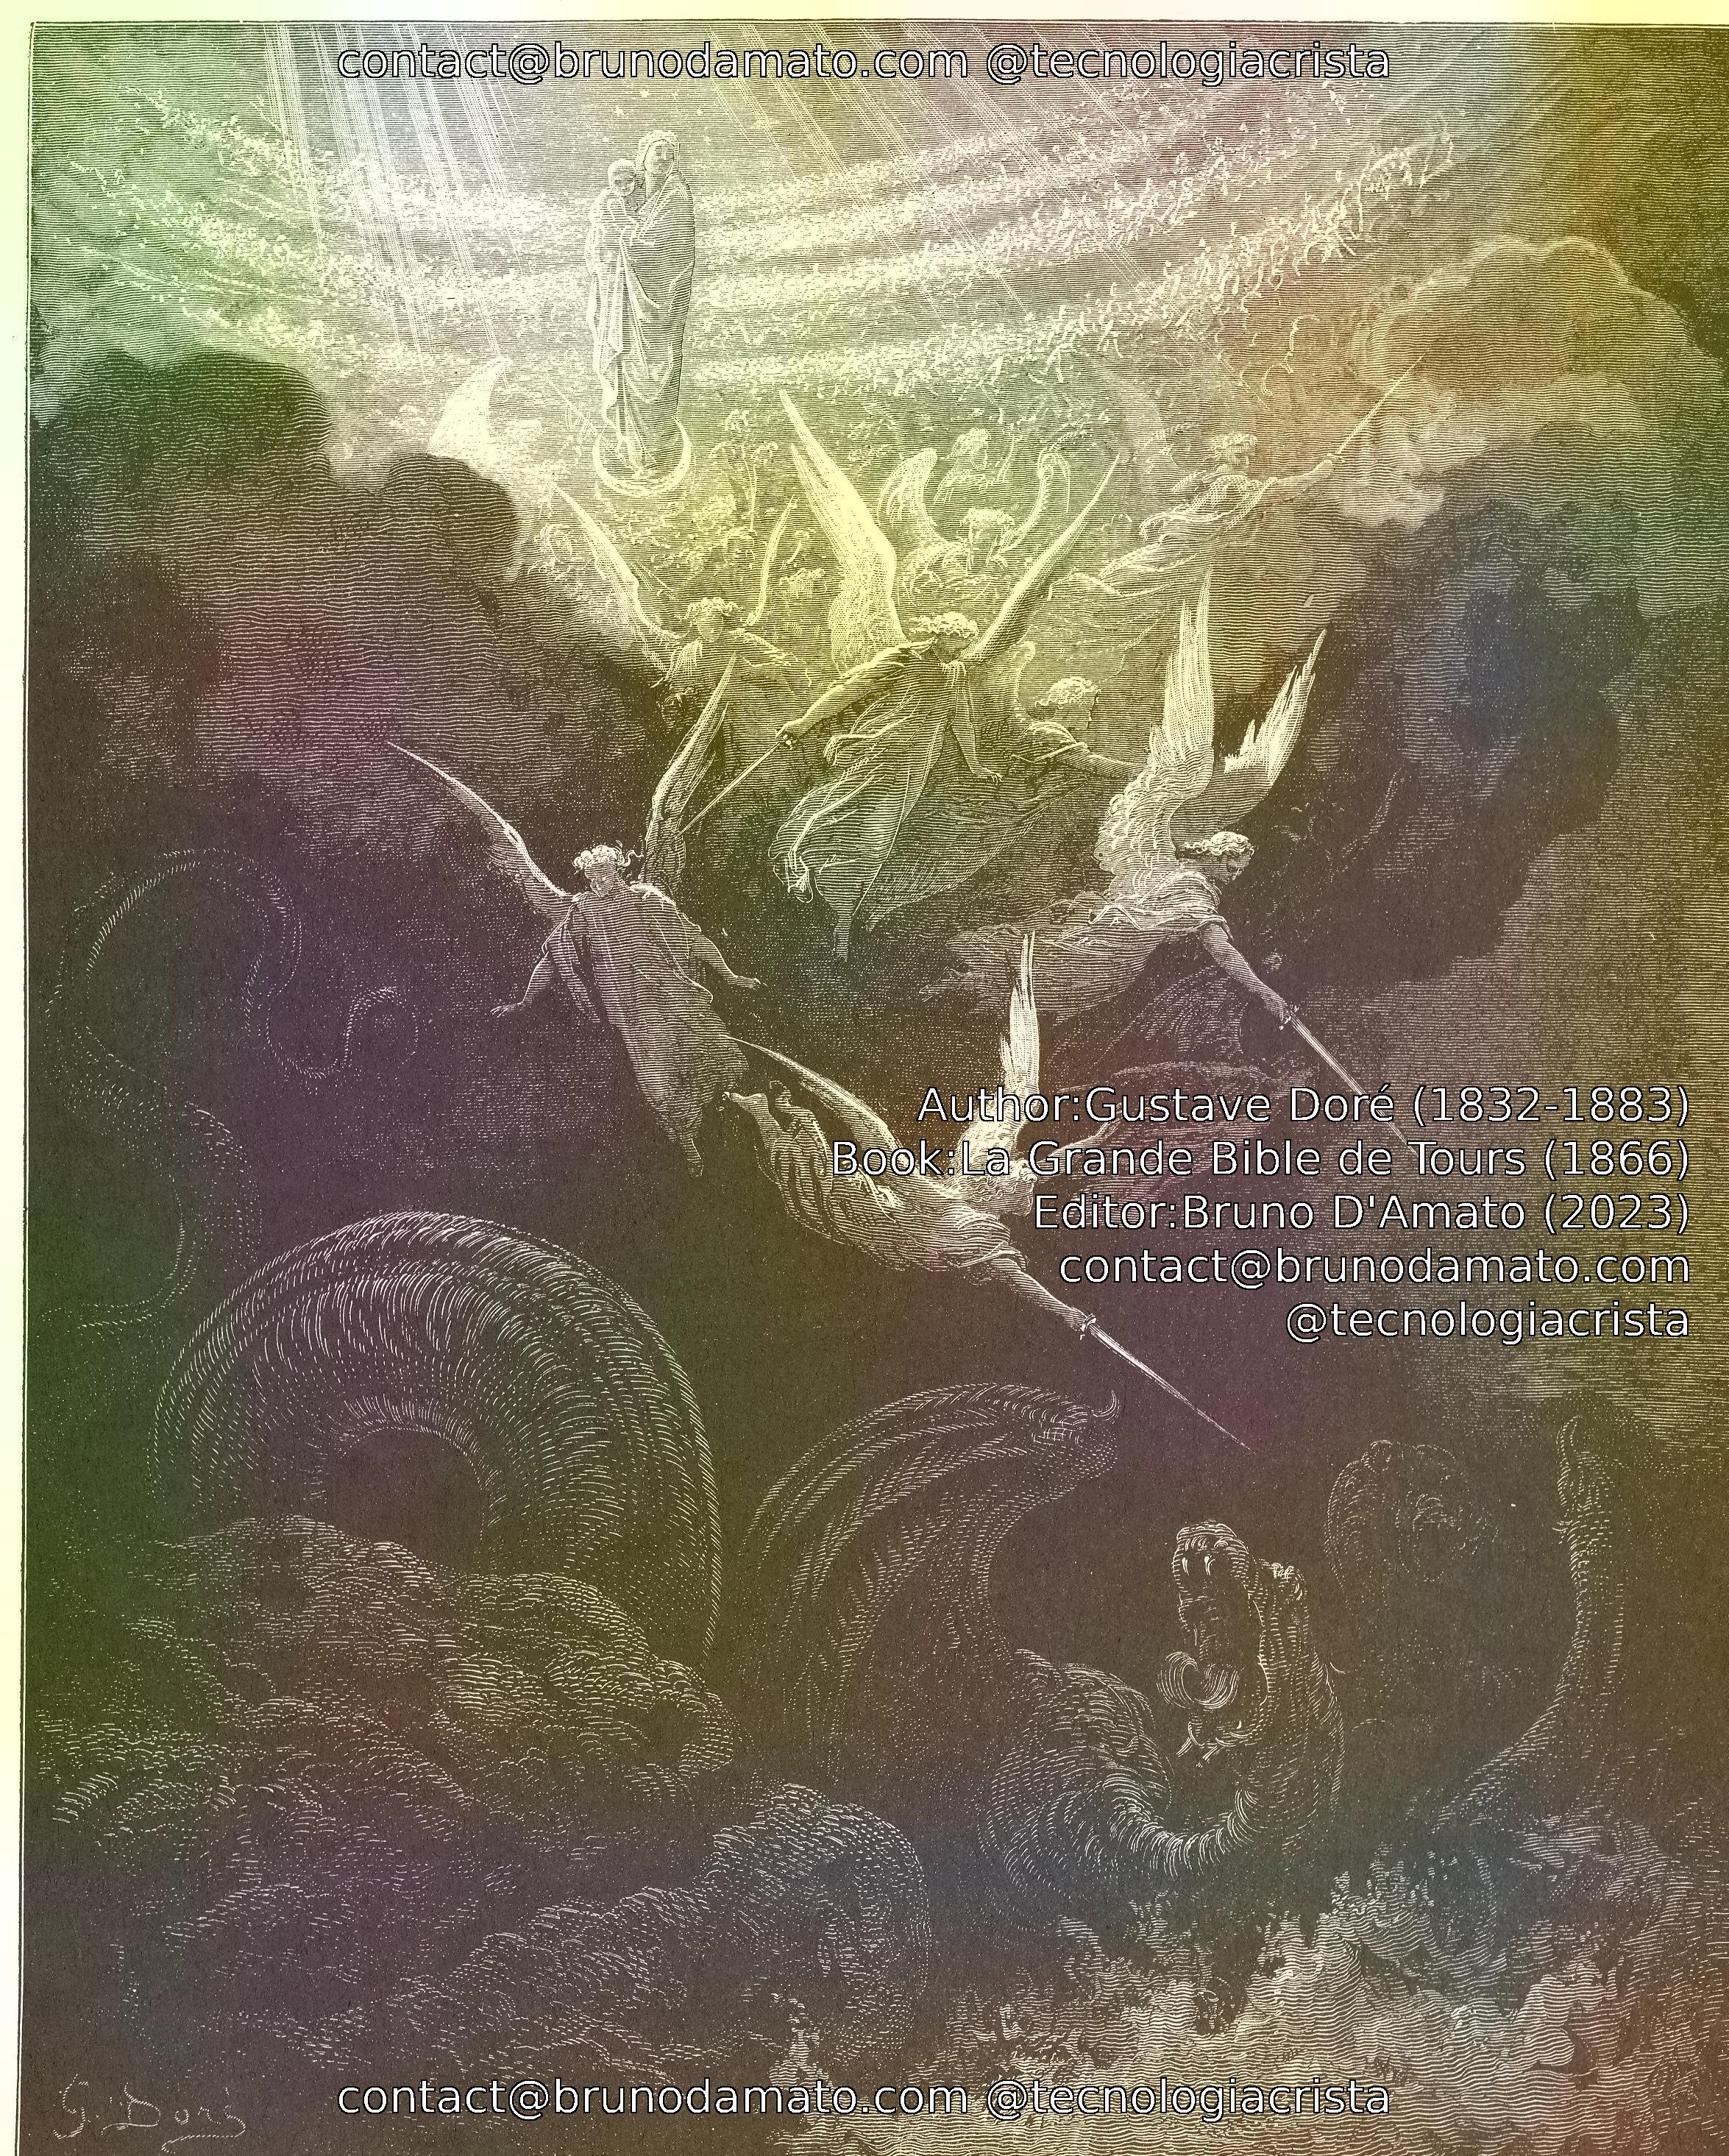 contact@brunodamato.com @tecnologiacrista
Author:Gustave Doré (1832-1883)
Book:La Grande Bible de Tours (1866)
Editor:Bruno D'Amato (2023)
contact@brunodamato.com
@tecnologiacrista
G. Doré
contact@brunodamato.com @tecnologiacrista